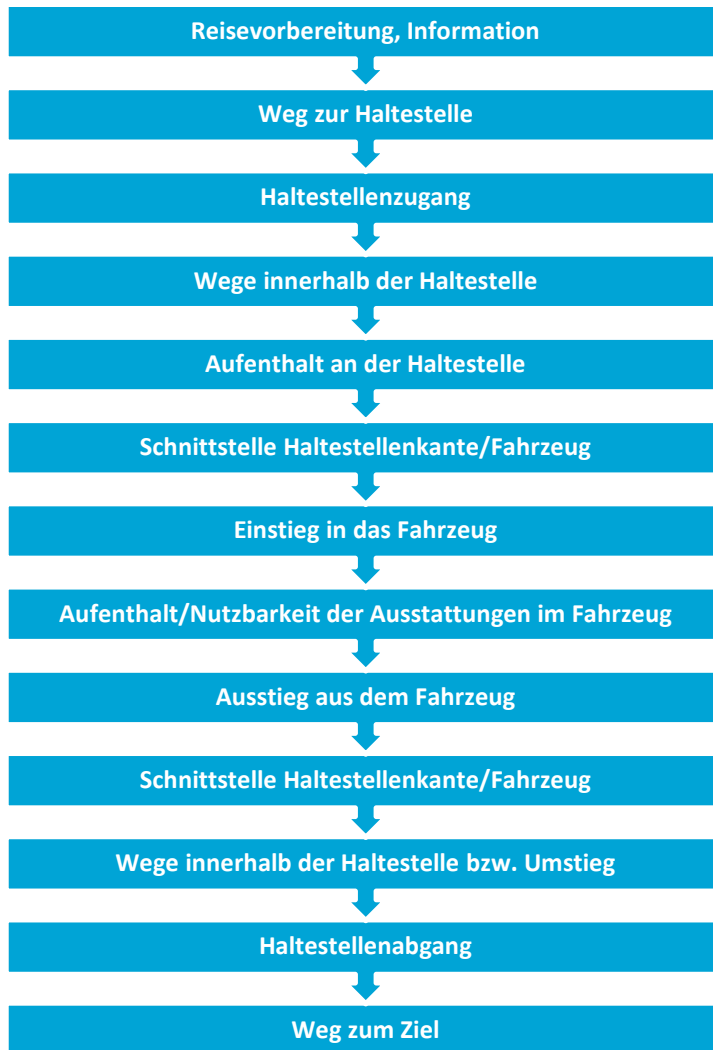 Reisevorbereitung, Information
Weg zur Haltestelle
Haltestellenzugang
Wege innerhalb der Haltestelle
Aufenthalt an der Haltestelle
Schnittstelle Haltestellenkante/Fahrzeug
Einstieg in das Fahrzeug
Aufenthalt/Nutzbarkeit der Ausstattungen im Fahrzeug
Ausstieg aus dem Fahrzeug
Schnittstelle Haltestellenkante/Fahrzeug
Wege innerhalb der Haltestelle bzw. Umstieg
Haltestellenabgang
Weg zum Ziel